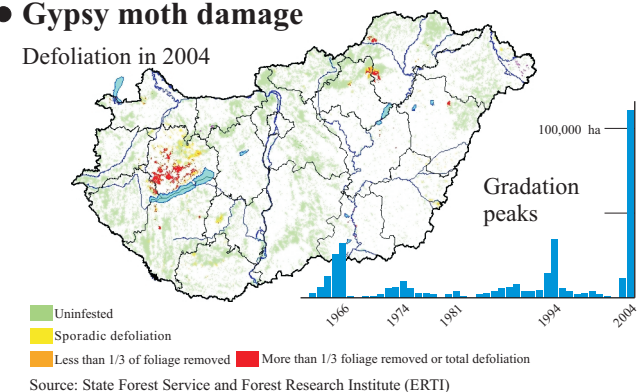 ● Gypsy moth damage
Defoliation in 2004
100,000 ha
Gradation
peaks
1966 1974 1981 1994 2004
Uninfested
Sporadic defoliation
Less than 1/3 of foliage removed More than 1/3 foliage removed or total defoliation
Source: State Forest Service and Forest Research Institute (ERTI)